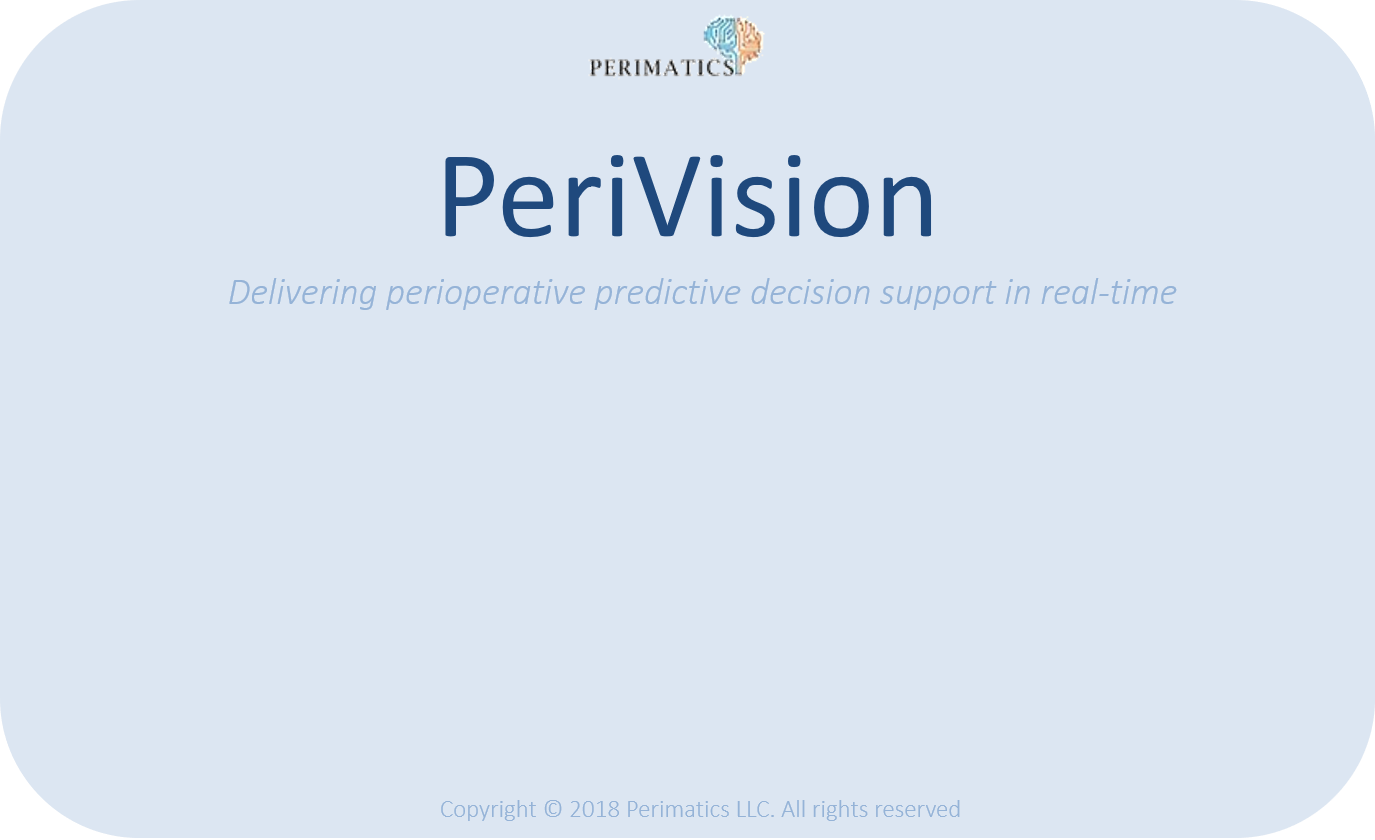 PERIMATICS
PeriVision
Delivering perioperative predictive decision support in real-time
Copyright © 2018 Perimatics LLC. All rights reserved